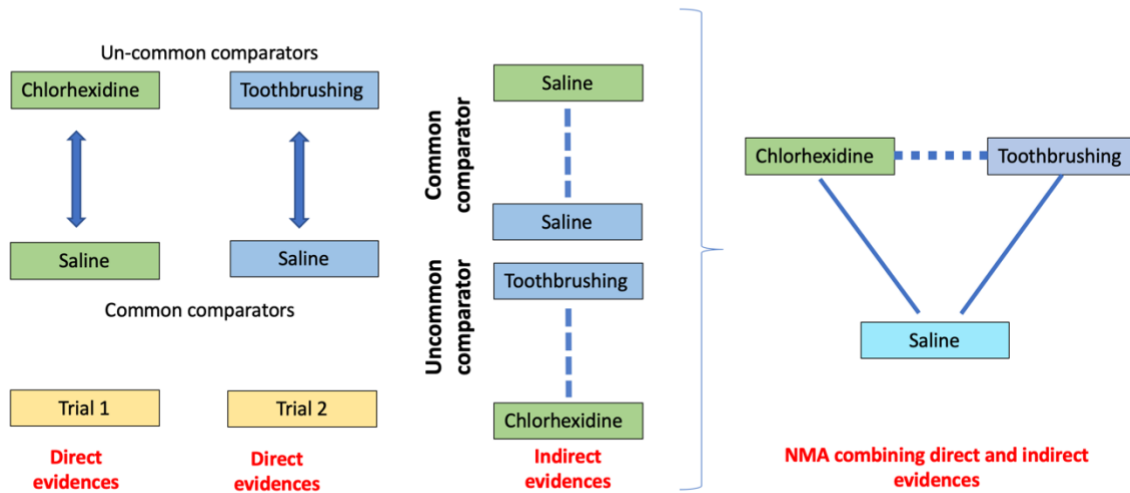 Un-common comparators
Chlorhexidine
Toothbrushing
Saline
Saline
Common comparators
Trial 1
Trial 2
Direct
evidences
Direct
evidences
Common
comparator
Saline
Saline
Uncommon
comparator
Toothbrushing
Chlorhexidine
Indirect
evidences
Chlorhexidine
Toothbrushing
Saline
NMA combining direct and indirect
evidences